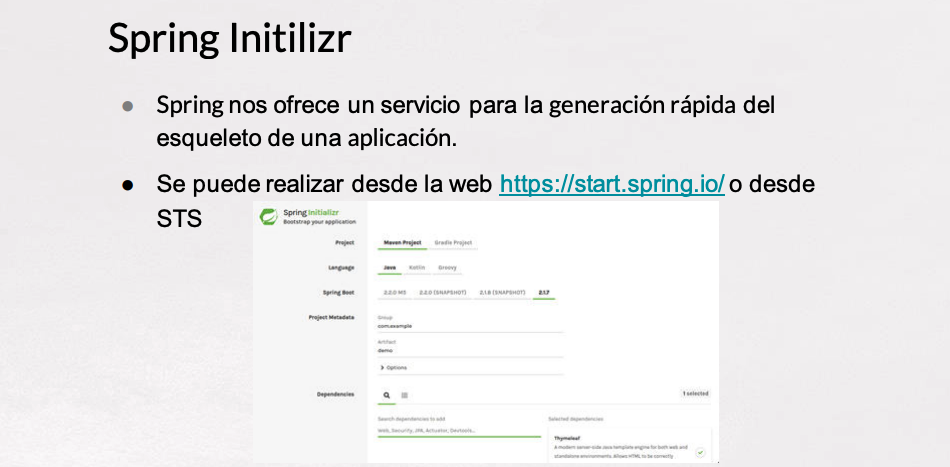 Spring Initilizr
Spring nos ofrece un servicio para la generación rápida del
esqueleto de una aplicación.
Se puede realizar desde la web https://start.spring.io/ o desde
STS
Spring Initializr
Bootstrap your application
Project
Maven Project Gradle Project
Language
Java Kotlin Groovy
Spring Boot
2.2.0 M5 2.2.0 (SNAPSHOT) 2.1.8 (SNAPSHOT) 2.1.7
Project Metadata
Group
com.example
Artifact
demo
Options
Dependencies
1 selected
Search dependencies to add
Web, Security, JPA, Actuator, Devtools...
Selected dependencies
Thymeleaf
A modern server-side Java template engine for both web and
standalone environments. Allows HTML to be correctly